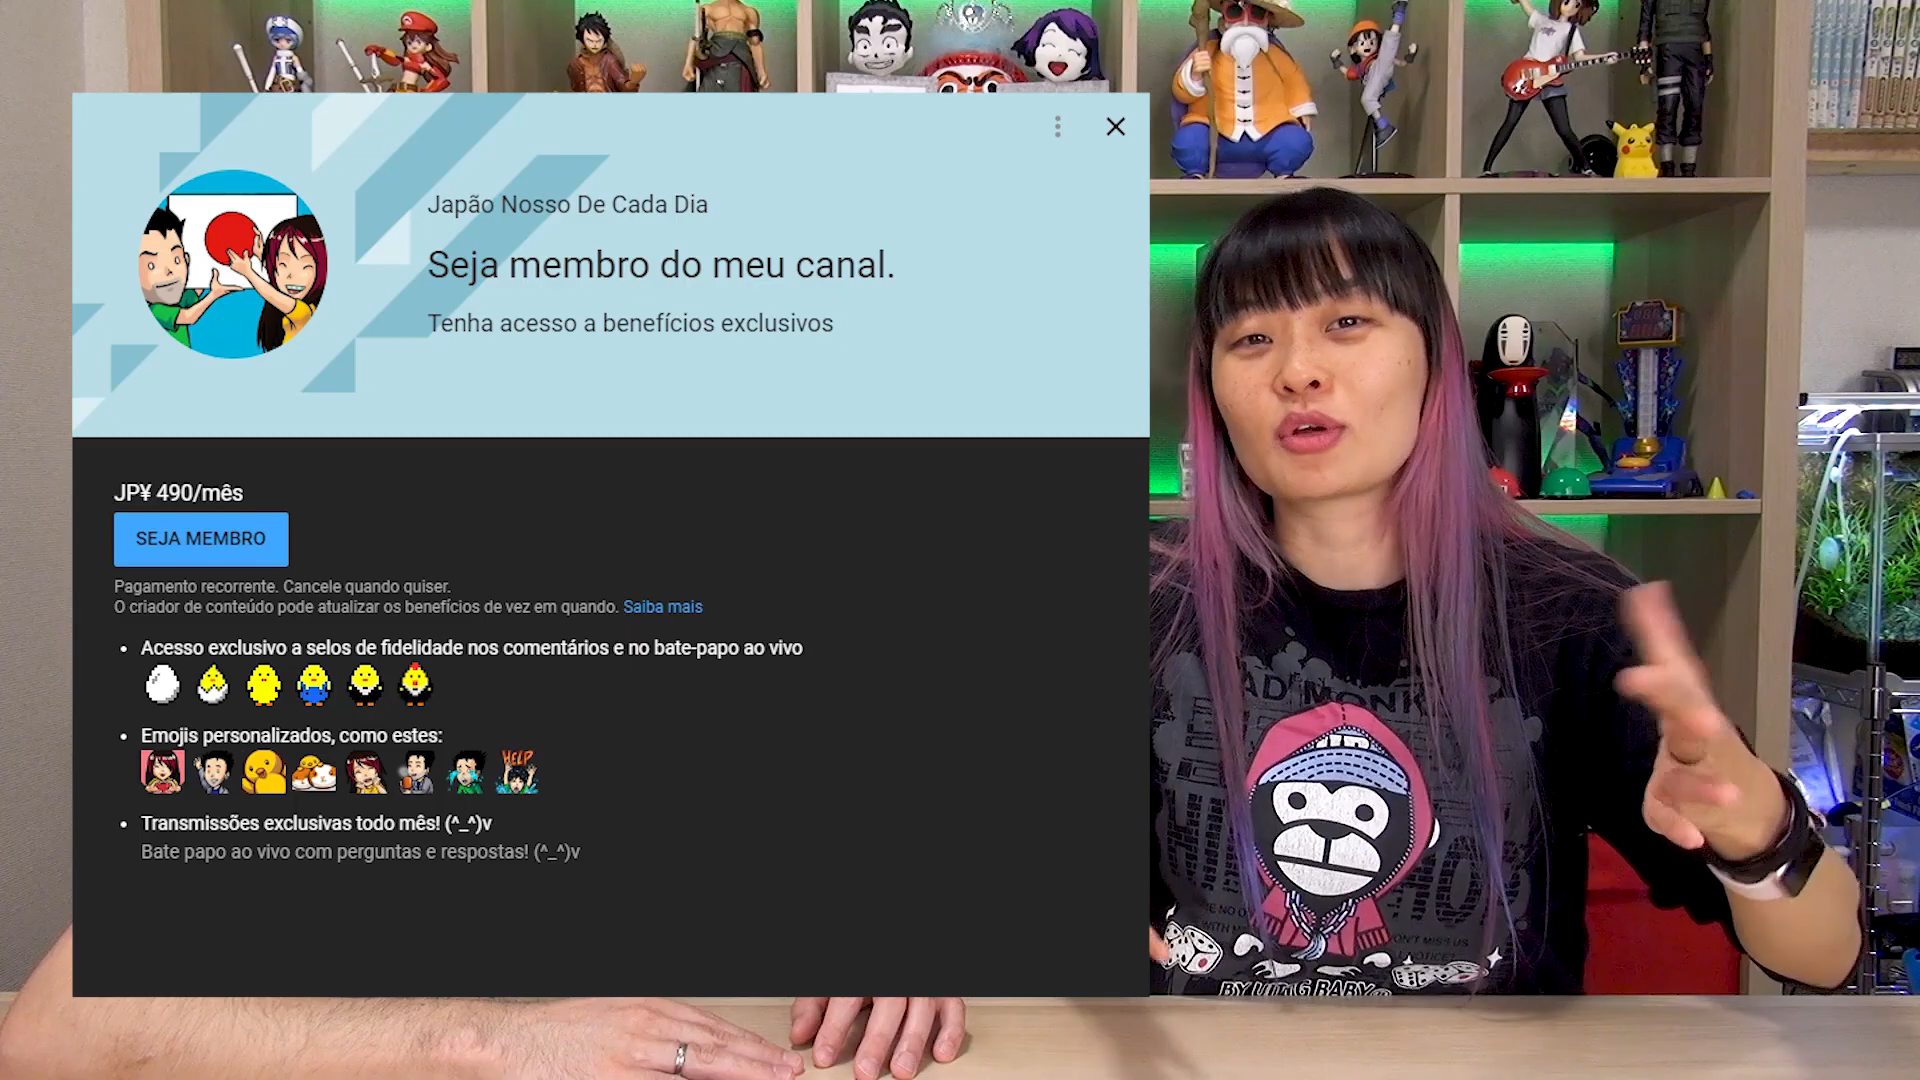 Japão Nosso De Cada Dia
Seja membro do meu canal.
Tenha acesso a benefícios exclusivos
JP¥ 490/mês
SEJA MEMBRO
Pagamento recorrente. Cancele quando quiser.
O criador de conteúdo pode atualizar os benefícios de vez em quando. Saiba mais
Acesso exclusivo a selos de fidelidade nos comentários e no bate-papo ao vivo
Emojis personalizados, como estes:
HELP
Transmissões exclusivas todo mês! (^_^)v
Bate papo ao vivo com perguntas e respostas! (^_^)v